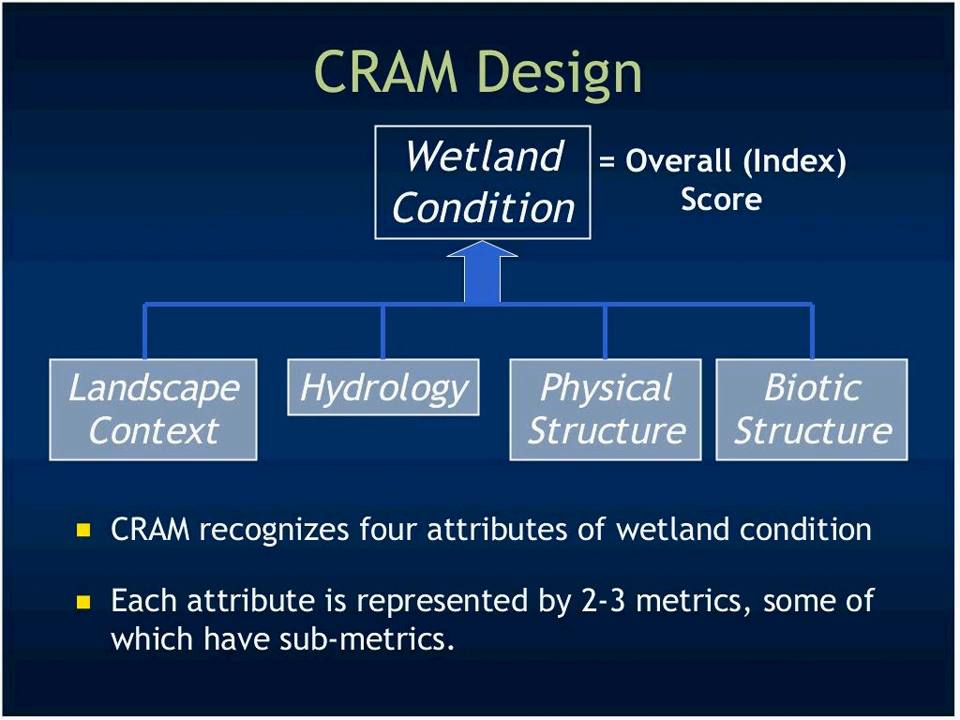 CRAM Design
Wetland
Condition
= Overall (Index)
Score
Landscape
Context
Hydrology
Physical
Structure
Biotic
Structure
CRAM recognizes four attributes of wetland condition
Each attribute is represented by 2-3 metrics, some of
which have sub-metrics.